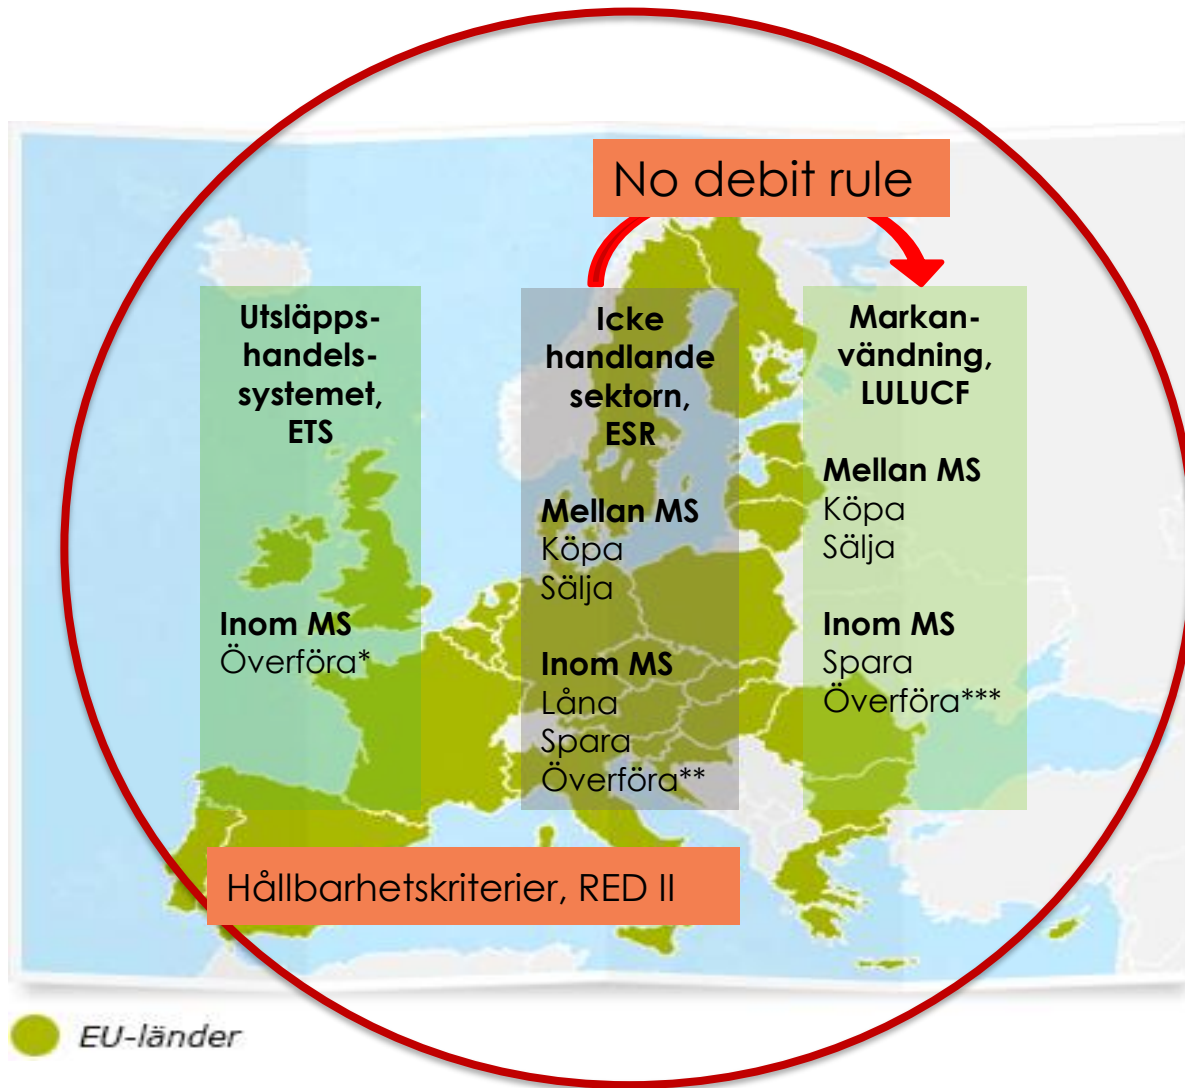 No debit rule
Utsläpps-
handels-
systemet,
ETS
Inom MS
Överföra*
Icke
handlande
sektorn,
ESR
Mellan MS
Köpa
Sälja
Inom MS
Låna
Spara
Överföra**
Markan-
vändning,
LULUCF
Mellan MS
Köpa
Sälja
Inom MS
Spara
Överföra***
Hållbarhetskriterier, RED II
EU-länder